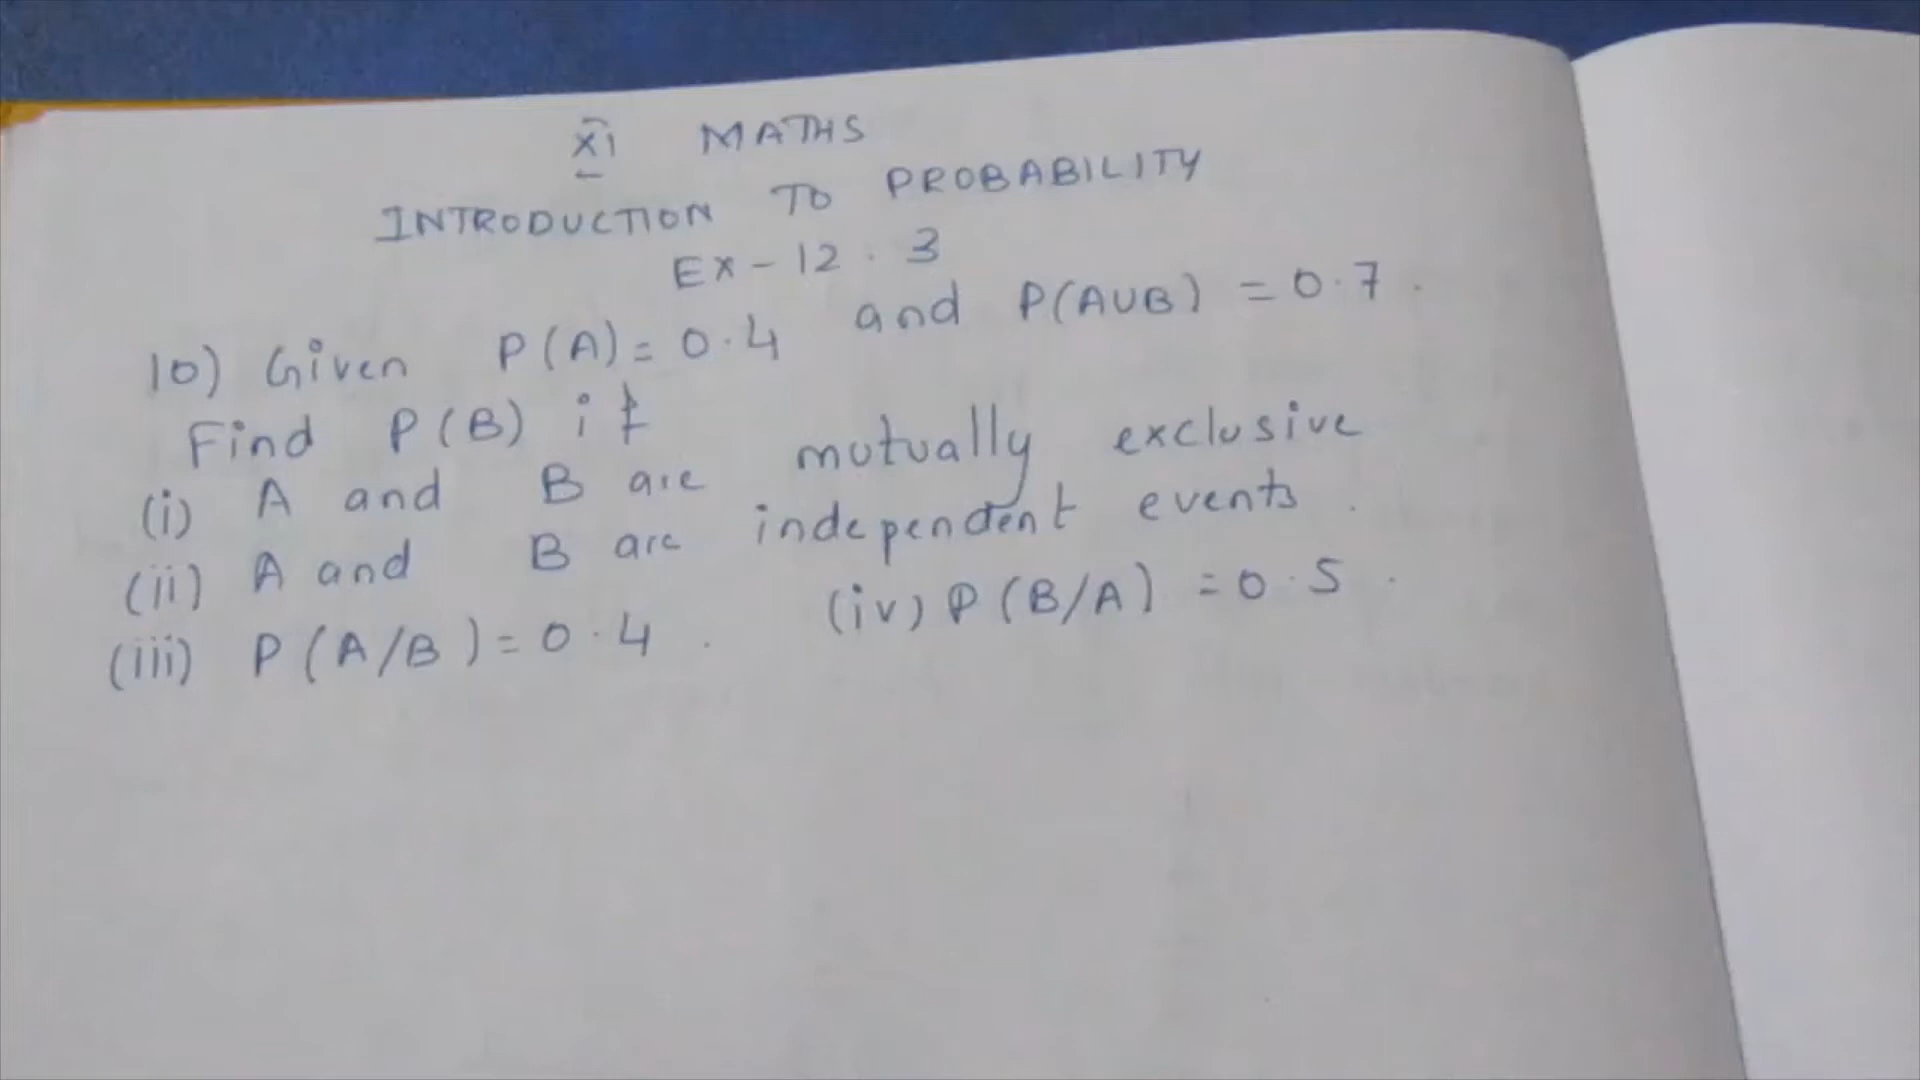 XI MATHS
INTRODUCTION TO PROBABILITY
EX-12.3
10) Given P(A)=0.4 and P(AUB) =0.7.
Find P(B) if
(i) A and B are mutually exclusive
(ii) A and B are independent events.
(iii) P(A/B)=0.4. (iv) P(B/A) =0.5.